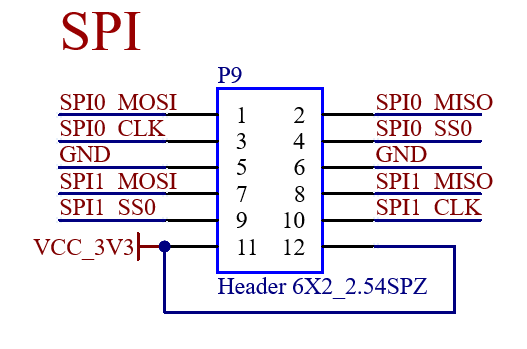 SPI
P9
SPI0_MOSI 1 2 SPI0_MISO
SPI0_CLK 3 4 SPI0_SS0
GND 5 6 GND
SPI1_MOSI 7 8 SPI1_MISO
SPI1_SS0 9 10 SPI1_CLK
VCC_3V3 11 12
Header 6X2_2.54SPZ